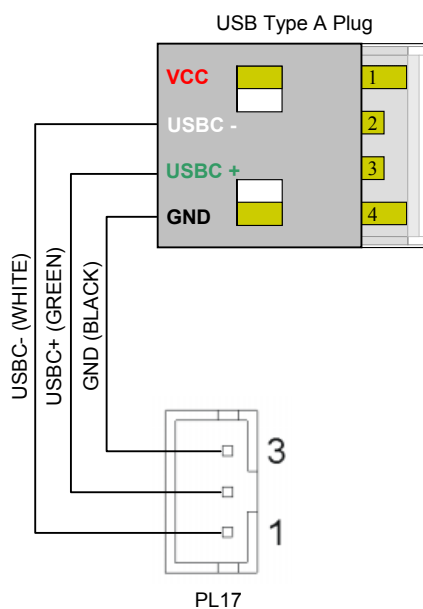 USB Type A Plug
VCC 1
USBC - 2
USBC + 3
GND 4
USBC- (WHITE)
USBC+ (GREEN)
GND (BLACK)
3
1
PL17